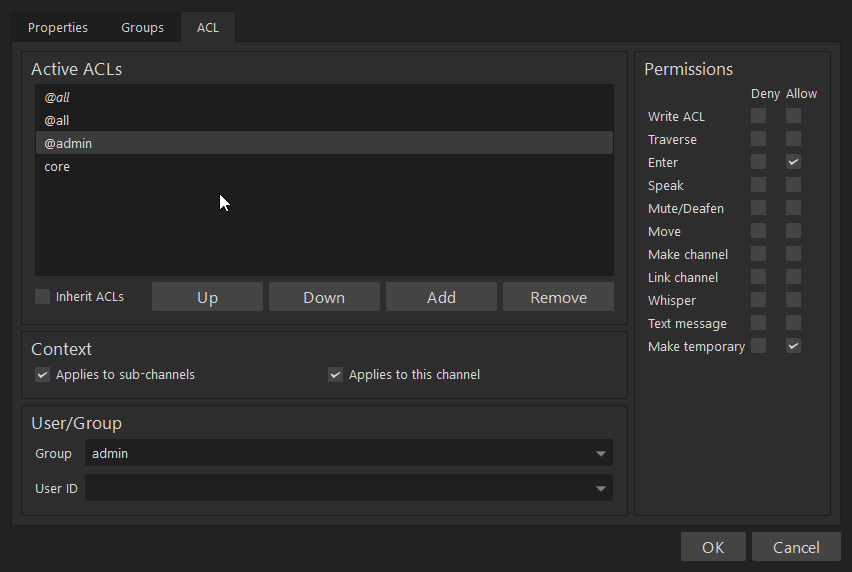 Properties Groups ACL
Active ACLs
@all
@all
@admin
core
Inherit ACLs Up Down Add Remove
Context
Applies to sub-channels Applies to this channel
User/Group
Group admin
User ID
Permissions
Deny Allow
Write ACL
Traverse
Enter
Speak
Mute/Deafen
Move
Make channel
Link channel
Whisper
Text message
Make temporary
OK Cancel